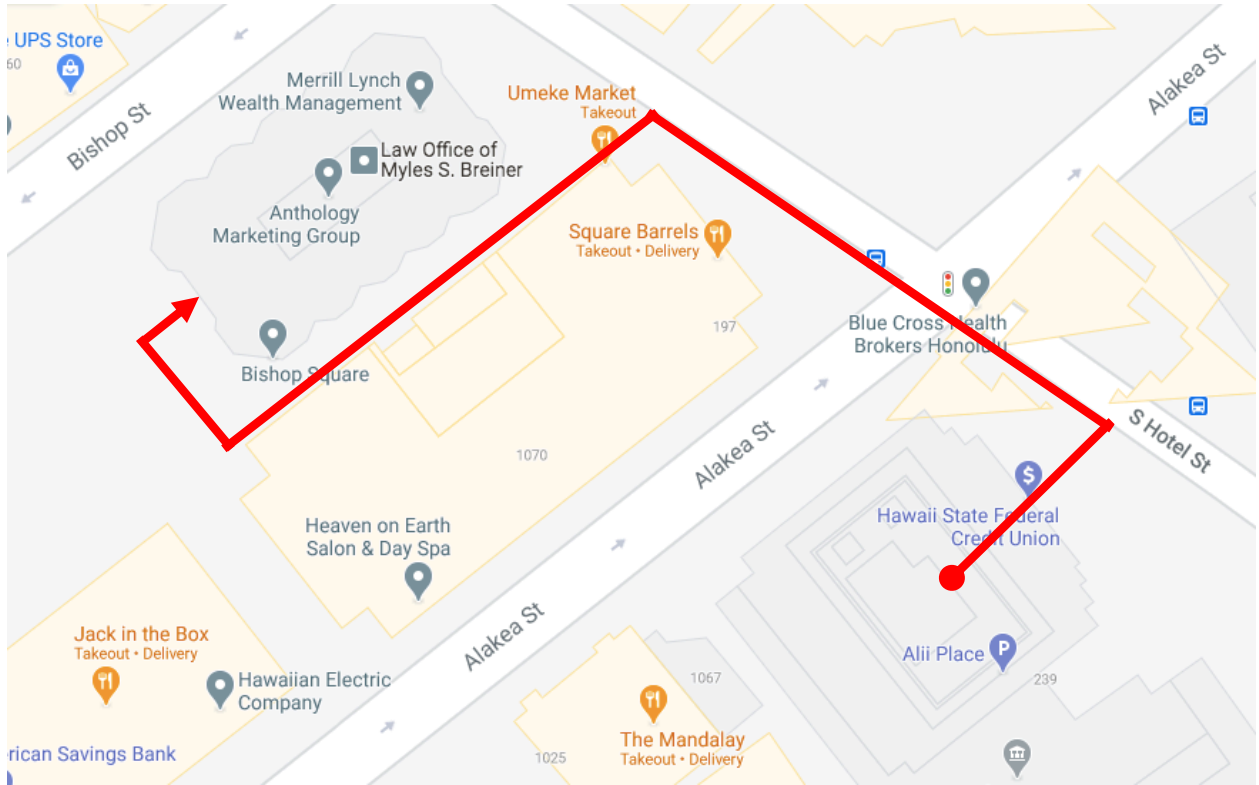 UPS Store
60
Bishop St
Merrill Lynch
Wealth Management
Law Office of
Myles S. Breiner
Anthology
Marketing Group
Umeke Market
Takeout
Alakea St
Square Barrels
Takeout • Delivery
197
Blue Cross Health
Brokers Honolulu
Bishop Square
S Hotel St
1070
Alakea St
Hawaii State Federal
Credit Union
Heaven on Earth
Salon & Day Spa
Alakea St
Jack in the Box
Takeout • Delivery
Hawaiian Electric
Company
Alii Place
P
239
1067
The Mandalay
Takeout • Delivery
1025
rican Savings Bank